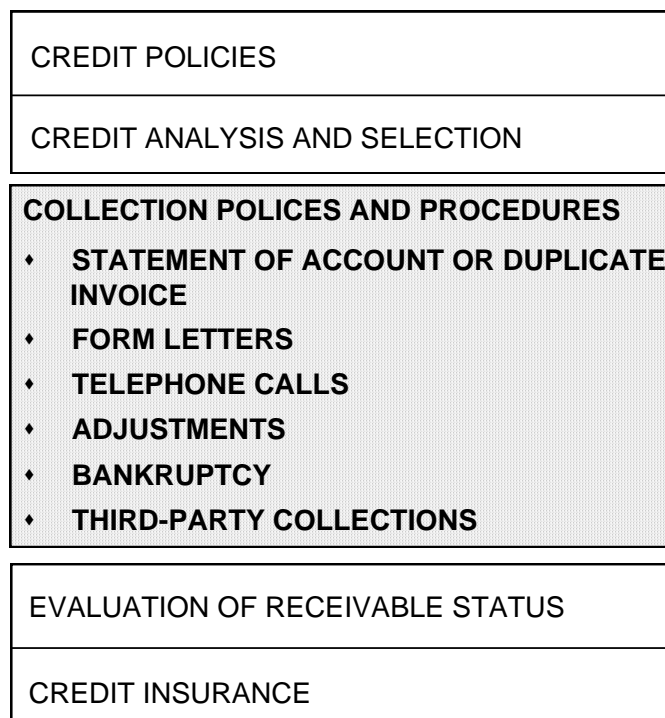 CREDIT POLICIES
CREDIT ANALYSIS AND SELECTION
COLLECTION POLICES AND PROCEDURES
♦ STATEMENT OF ACCOUNT OR DUPLICATE
INVOICE
♦ FORM LETTERS
♦ TELEPHONE CALLS
♦ ADJUSTMENTS
♦ BANKRUPTCY
♦ THIRD-PARTY COLLECTIONS
EVALUATION OF RECEIVABLE STATUS
CREDIT INSURANCE